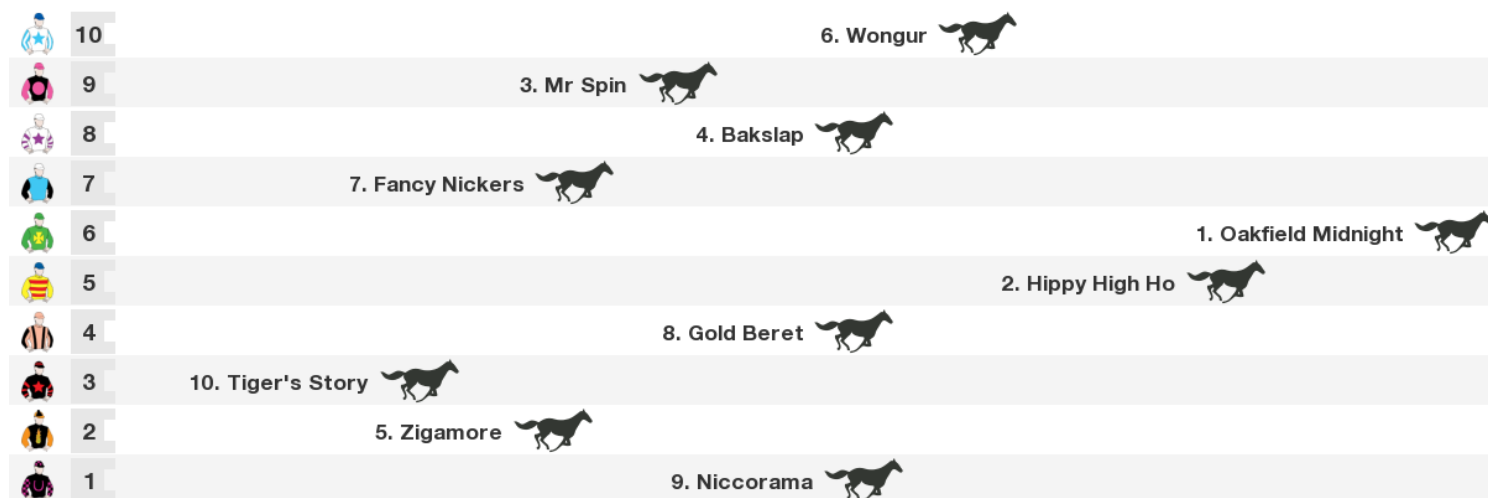 10 6. Wongur
9 3. Mr Spin
8 4. Bakslap
7 7. Fancy Nickers
6 1. Oakfield Midnight
5 2. Hippy High Ho
4 8. Gold Beret
3 10. Tiger's Story
2 5. Zigamore
1 9. Niccorama